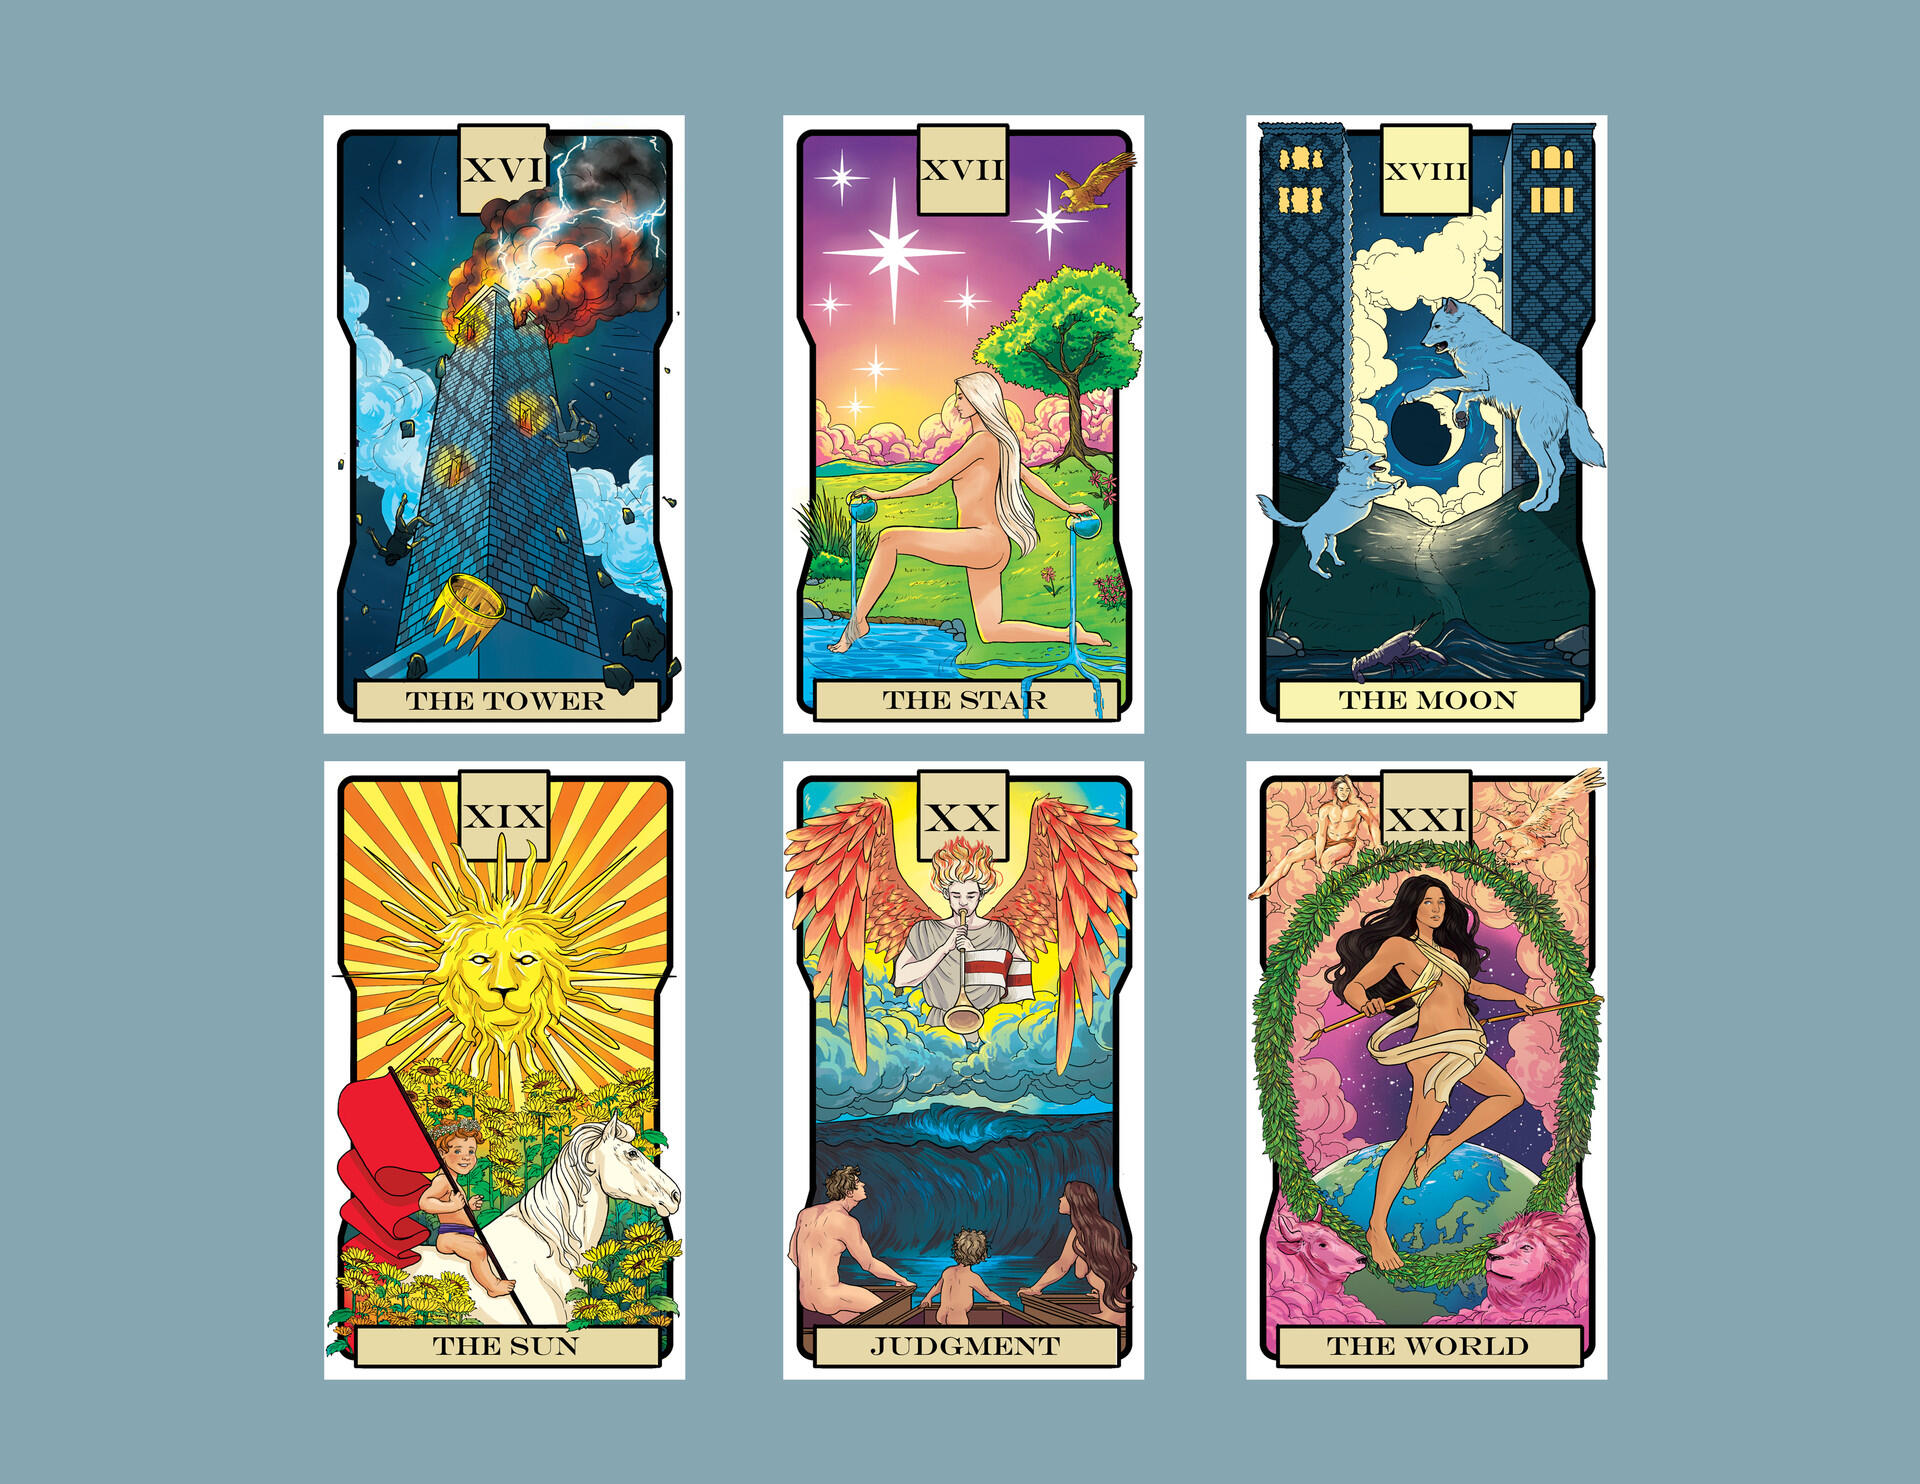 XVI
THE TOWER
XVII
THE STAR
XVIII
THE MOON
XIX
THE SUN
XX
JUDGMENT
XXI
THE WORLD